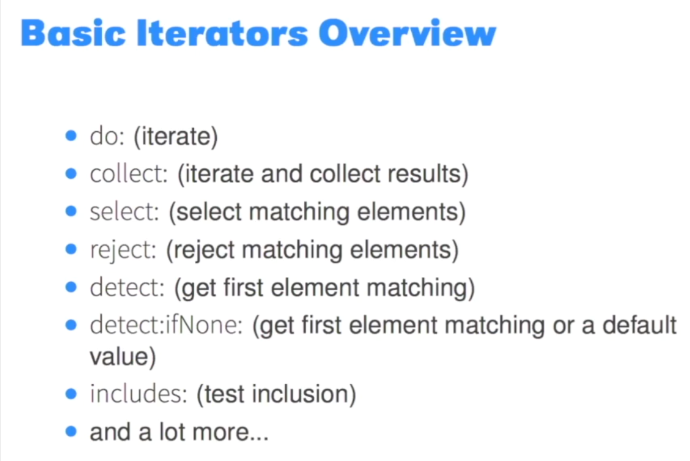 Basic Iterators Overview
do: (iterate)
collect: (iterate and collect results)
select: (select matching elements)
reject: (reject matching elements)
detect: (get first element matching)
detect:ifNone: (get first element matching or a default
value)
includes: (test inclusion)
and a lot more...